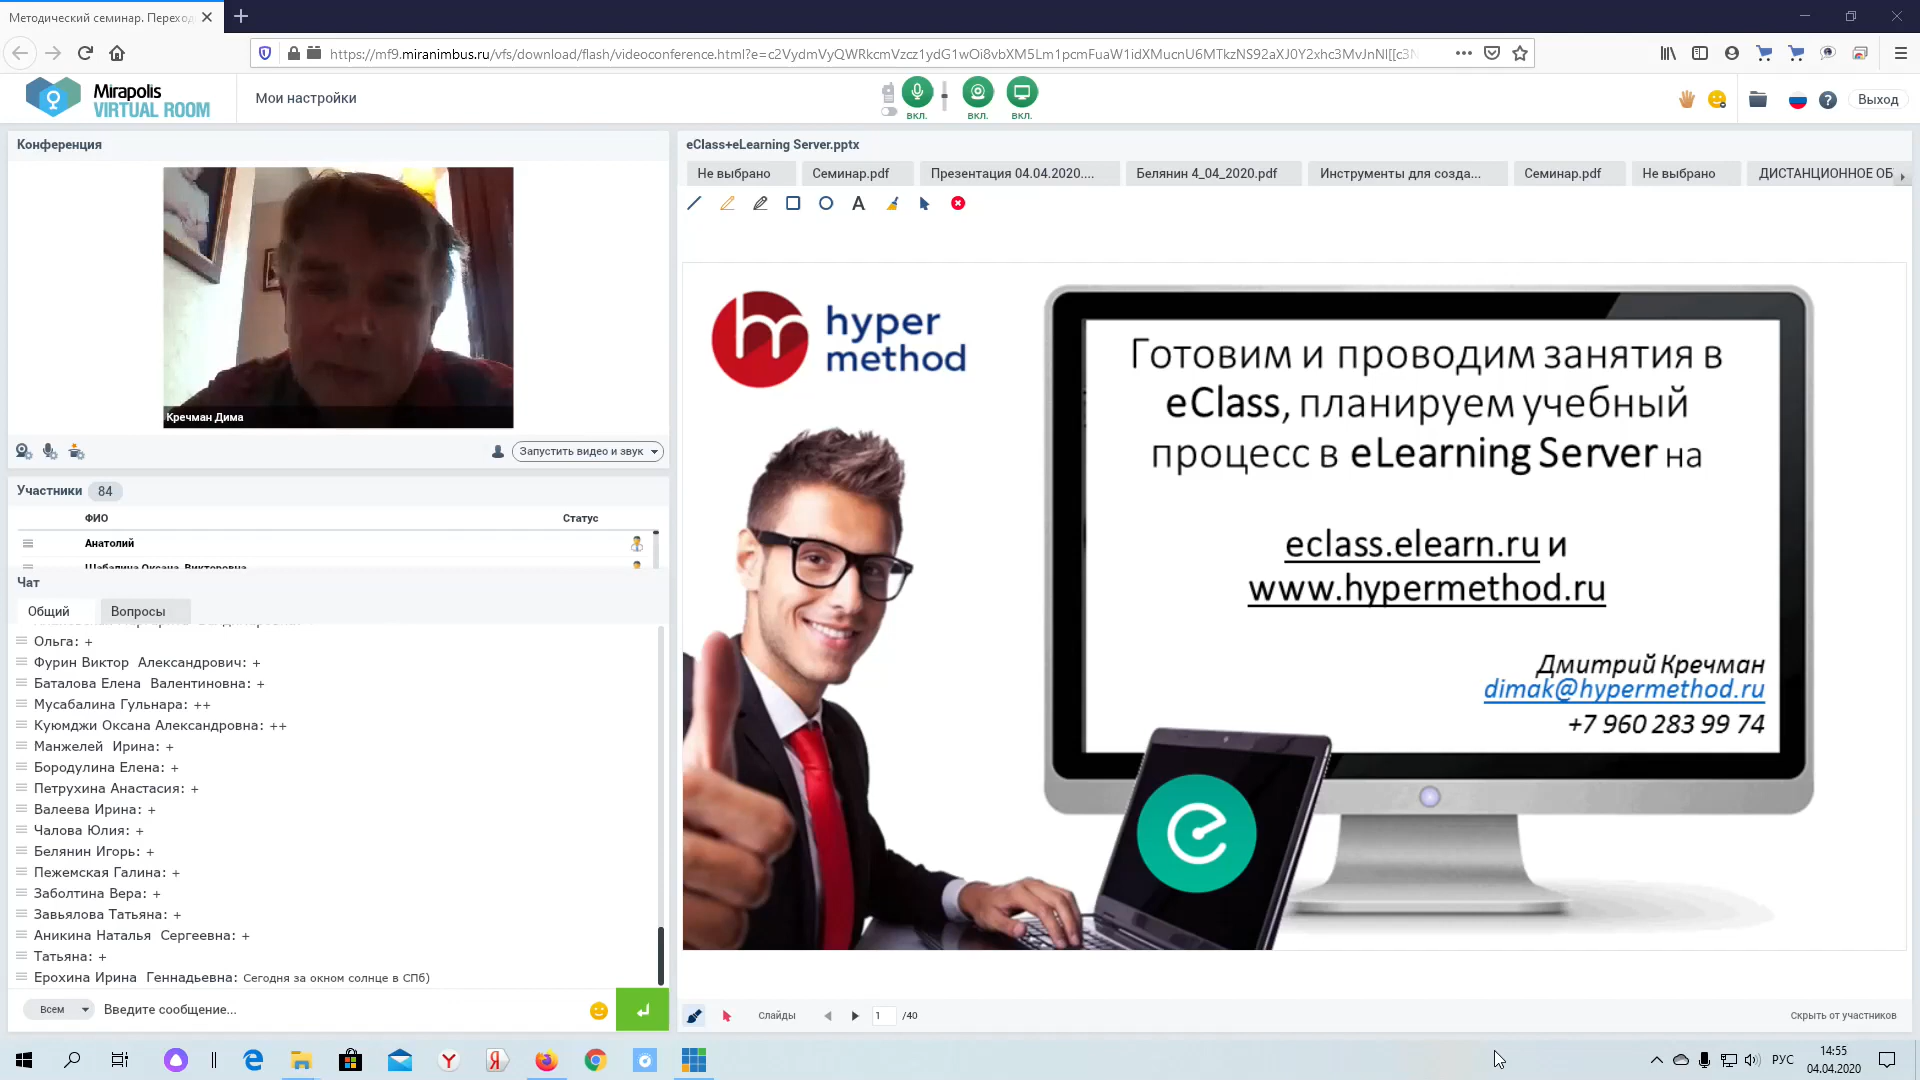 Методический семинар. Переход
https://mf9.miranimbus.ru/vfs/download/flash/videoconference.html?e=c2VydmVyQWRkcmVzcz1ydG1wOi8vbXM5Lm1pcmFuaW1idXMucnU6MTkzNS92aXJ0Y2xhc3MvJnNl[[c3N
Mirapolis
VIRTUAL ROOM
Мои настройки
вкл.
вкл.
вкл.
Выход
Конференция
Кречман Дима
Запустить видео и звук
Участники 84
ФИО Статус
Анатолий
Шабалина Оксана Викторовна
Чат
Общий Вопросы
Ольга: +
Фурин Виктор Александрович: +
Баталова Елена Валентиновна: +
Мусабалина Гульнара: ++
Куюмджи Оксана Александровна: ++
Манжелей Ирина: +
Бородулина Елена: +
Петрухина Анастасия: +
Валеева Ирина: +
Чалова Юлия: +
Белянин Игорь: +
Пежемская Галина: +
Заболтина Вера: +
Завьялова Татьяна: +
Аникина Наталья Сергеевна: +
Татьяна: +
Ерохина Ирина Геннадьевна: Сегодня за окном солнце в СПб)
Всем Введите сообщение...
eClass+eLearning Server.pptx
Не выбрано Семинар.pdf Презентация 04.04.2020.... Белянин 4_04_2020.pdf Инструменты для созда... Семинар.pdf Не выбрано ДИСТАНЦИОННОЕ ОБ
A
hyper
method
Готовим и проводим занятия в
eClass, планируем учебный
процесс в eLearning Server на
eclass.elearn.ru и
www.hypermethod.ru
Дмитрий Кречман
dimak@hypermethod.ru
+7 960 283 99 74
Слайды 1 /40
Скрыть от участников
РУС
14:55
04.04.2020